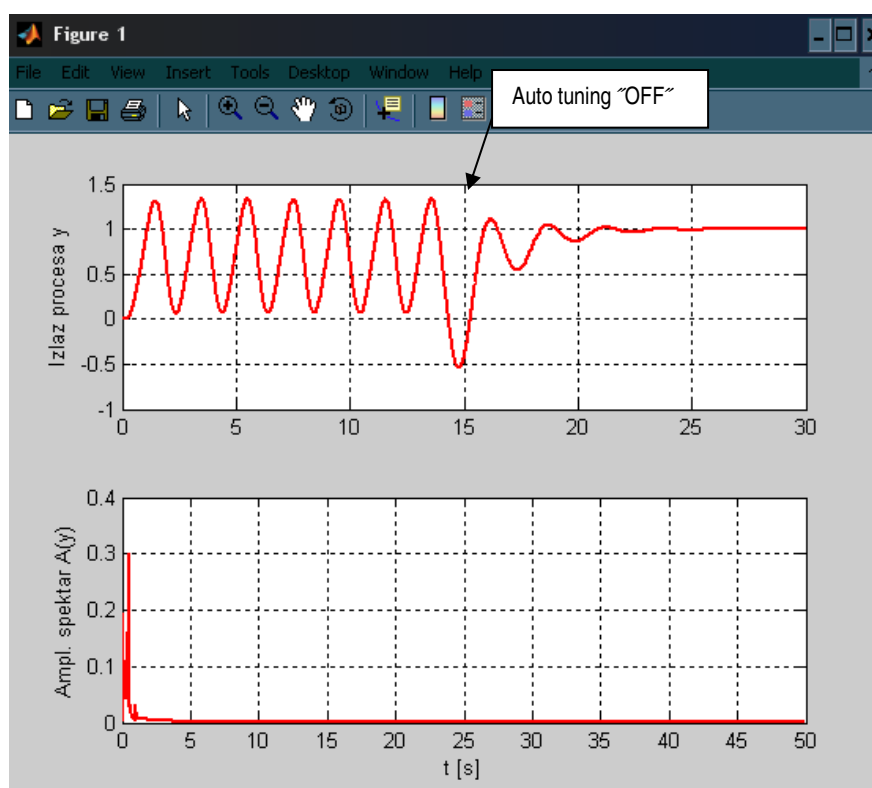 Figure 1
File Edit View Insert Tools Desktop Window Help
Auto tuning ˝OFF˝
1.5
1
0.5
0
-0.5
-1
Izlaz procesa y
0 5 10 15 20 25 30
0.4
0.3
0.2
0.1
0
Ampl. spektar A(y)
0 5 10 15 20 25 30 35 40 45 50
t [s]